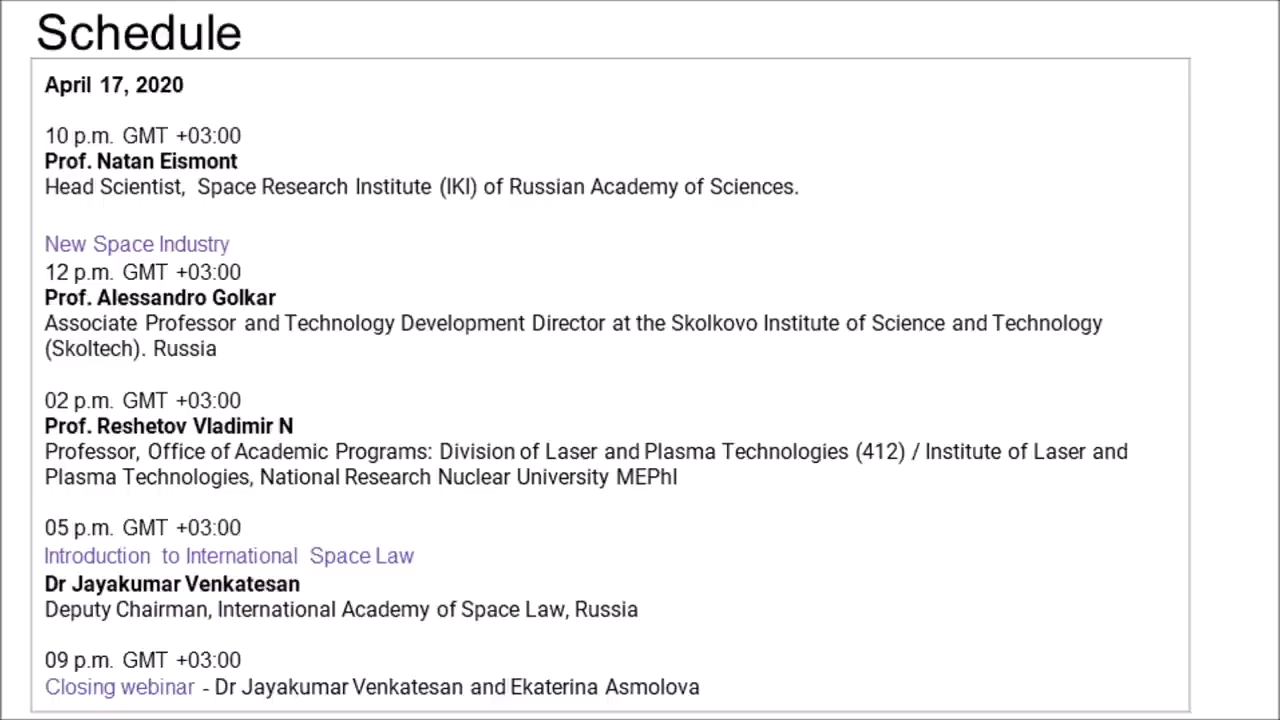 Schedule
April 17, 2020
10 p.m. GMT +03:00
Prof. Natan Eismont
Head Scientist, Space Research Institute (IKI) of Russian Academy of Sciences.
New Space Industry
12 p.m. GMT +03:00
Prof. Alessandro Golkar
Associate Professor and Technology Development Director at the Skolkovo Institute of Science and Technology
(Skoltech). Russia
02 p.m. GMT +03:00
Prof. Reshetov Vladimir N
Professor, Office of Academic Programs: Division of Laser and Plasma Technologies (412) / Institute of Laser and
Plasma Technologies, National Research Nuclear University MEPhI
05 p.m. GMT +03:00
Introduction to International Space Law
Dr Jayakumar Venkatesan
Deputy Chairman, International Academy of Space Law, Russia
09 p.m. GMT +03:00
Closing webinar - Dr Jayakumar Venkatesan and Ekaterina Asmolova